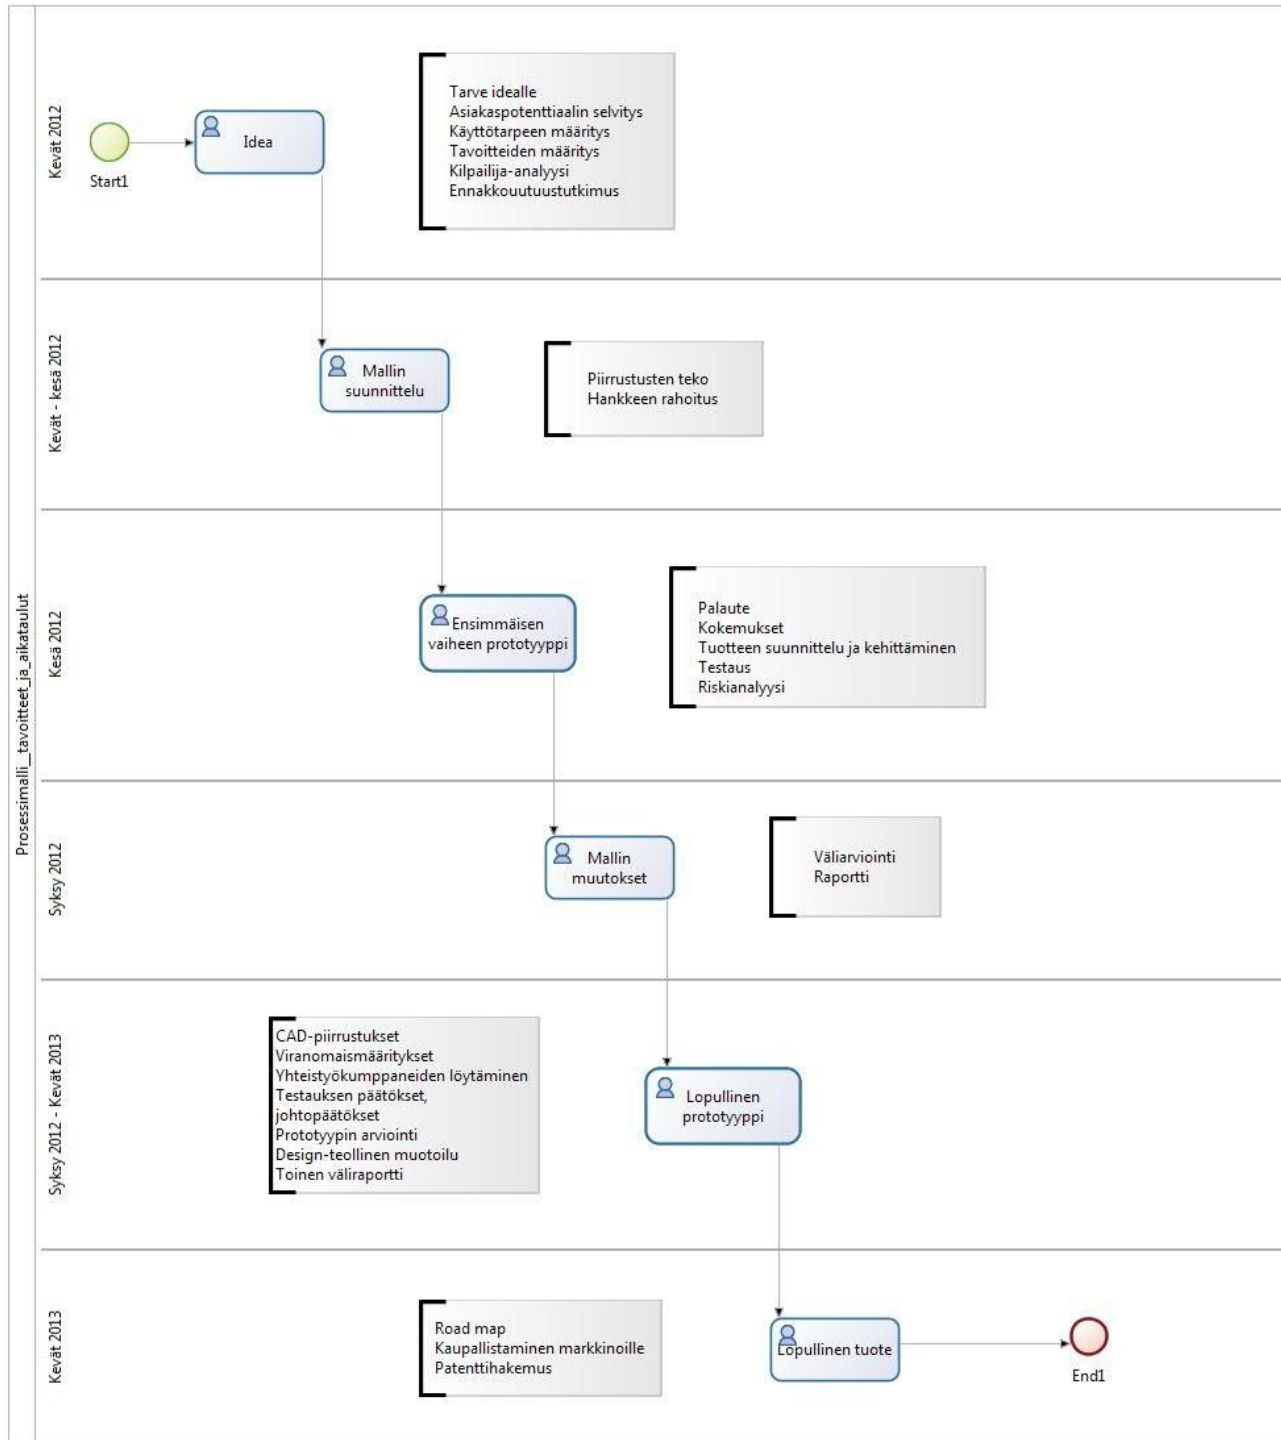 Prosessimalli__tavoitteet_ja_aikataulut
Kevät 2012
Start1
Idea
Tarve idealle
Asiakaspotentiaalin selvitys
Käyttötarpeen määritys
Tavoitteiden määritys
Kilpailija-analyysi
Ennakkouutuustutkimus
Kevät - kesä 2012
Mallin
suunnittelu
Piirrustusten teko
Hankkeen rahoitus
Kesä 2012
Ensimmäisen
vaiheen prototyyppi
Palaute
Kokemukset
Tuotteen suunnittelu ja kehittäminen
Testaus
Riskianalyysi
Syksy 2012
Mallin
muutokset
Väliarviointi
Raportti
Syksy 2012 - Kevät 2013
CAD-piirrustukset
Viranomaismääritykset
Yhteistyökumppaneiden löytäminen
Testauksen päätökset,
johtopäätökset
Prototyypin arviointi
Design-teollinen muotoilu
Toinen väliraportti
Lopullinen
prototyyppi
Kevät 2013
Road map
Kaupallistaminen markkinoille
Patenttihakemus
Lopullinen tuote
End1